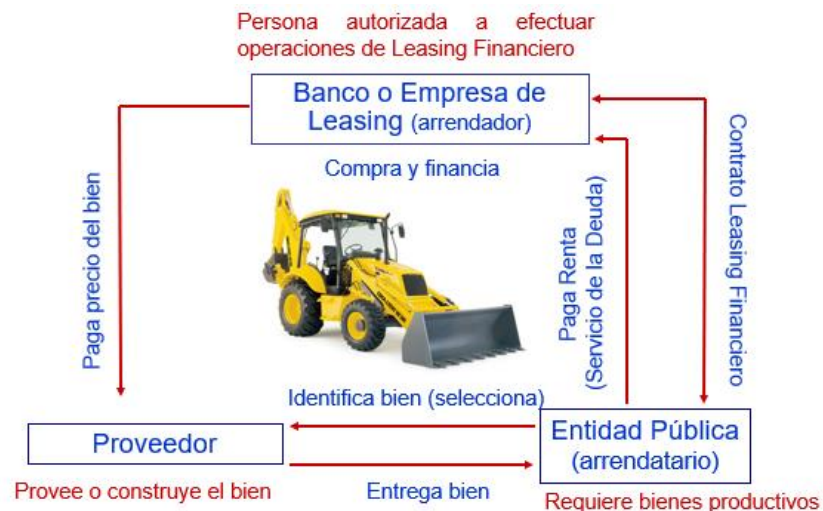 Persona autorizada a efectuar
operaciones de Leasing Financiero
Banco o Empresa de
Leasing (arrendador)
Compra y financia
Paga precio del bien
Paga Renta
(Servicio de la Deuda)
Contrato Leasing Financiero
Identifica bien (selecciona)
Proveedor
Entidad Pública
(arrendatario)
Provee o construye el bien
Entrega bien
Requiere bienes productivos